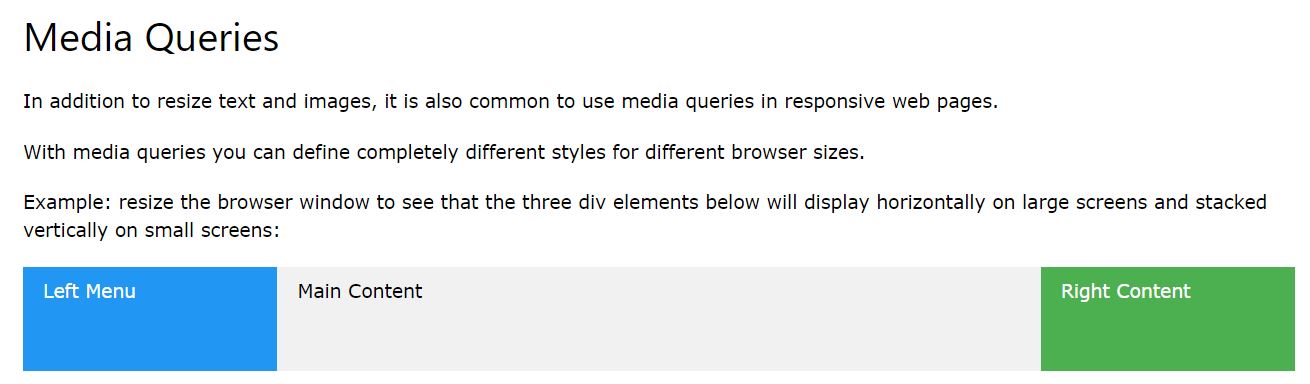 Media Queries
In addition to resize text and images, it is also common to use media queries in responsive web pages.
With media queries you can define completely different styles for different browser sizes.
Example: resize the browser window to see that the three div elements below will display horizontally on large screens and stacked
vertically on small screens:
Left Menu
Main Content
Right Content